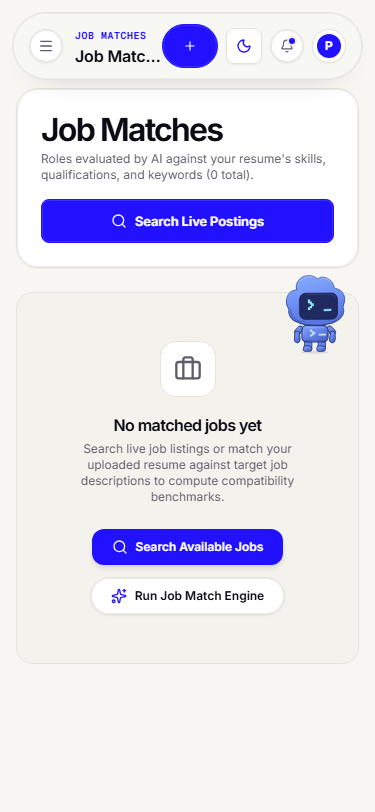 JOB MATCHES
Job Matc...
P
Job Matches
Roles evaluated by AI against your resume's skills,
qualifications, and keywords (0 total).
Search Live Postings
No matched jobs yet
Search live job listings or match your
uploaded resume against target job
descriptions to compute compatibility
benchmarks.
Search Available Jobs
Run Job Match Engine